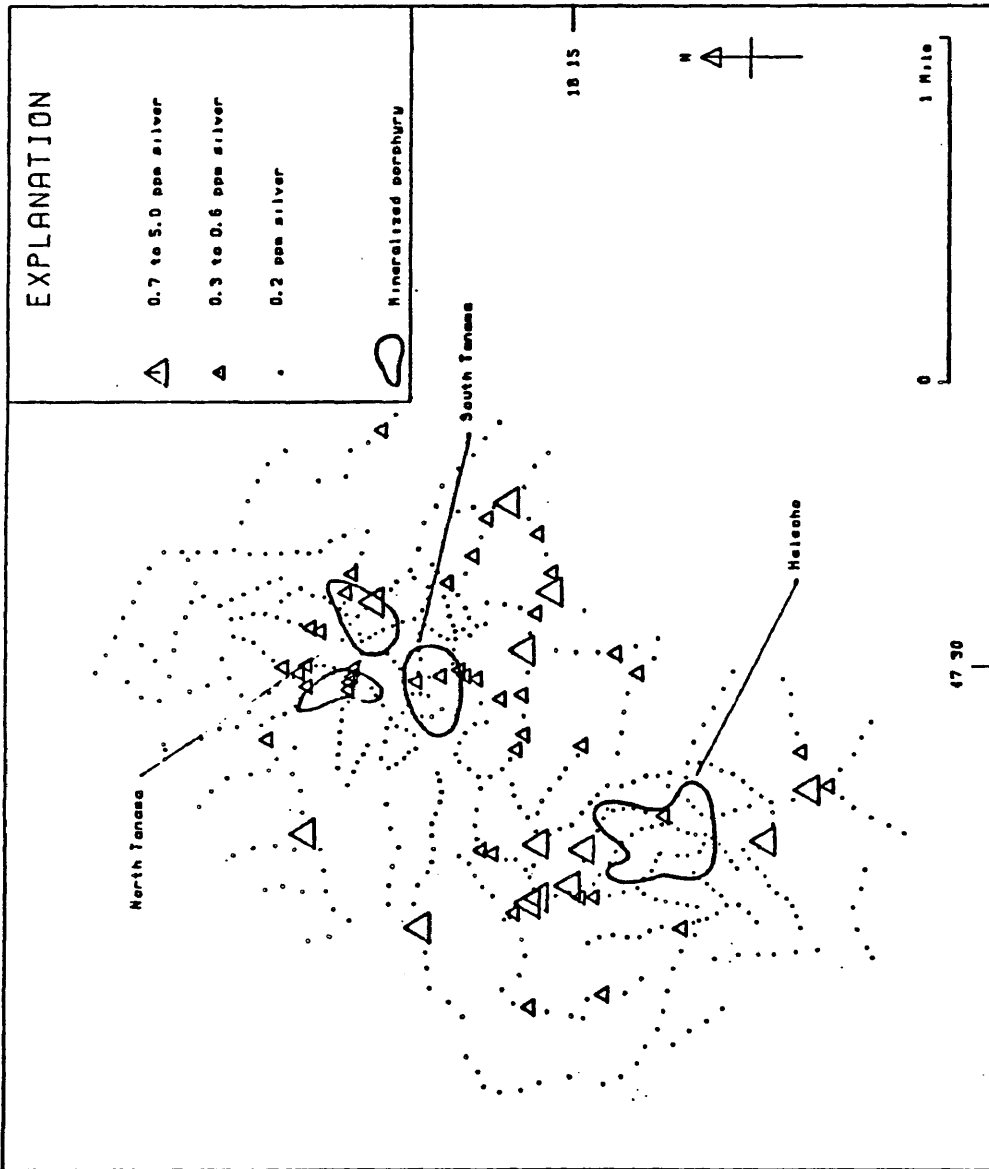 EXPLANATION
0.7 to 5.0 ppm silver
0.3 to 0.6 ppm silver
0.2 ppm silver
Mineralized porphyry
North Tanama
South Tanama
Helecho
18 15
N
0
1 Mile
47 30